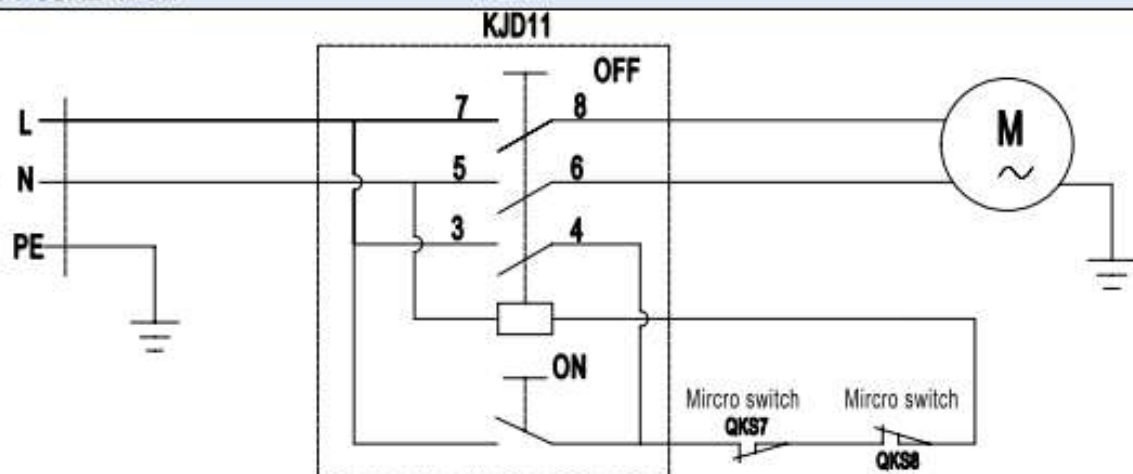 KJD11
OFF
L 7 8 M
N 5 6
PE 3 4
ON
Mircro switch Mircro switch
QKS7
QKS8